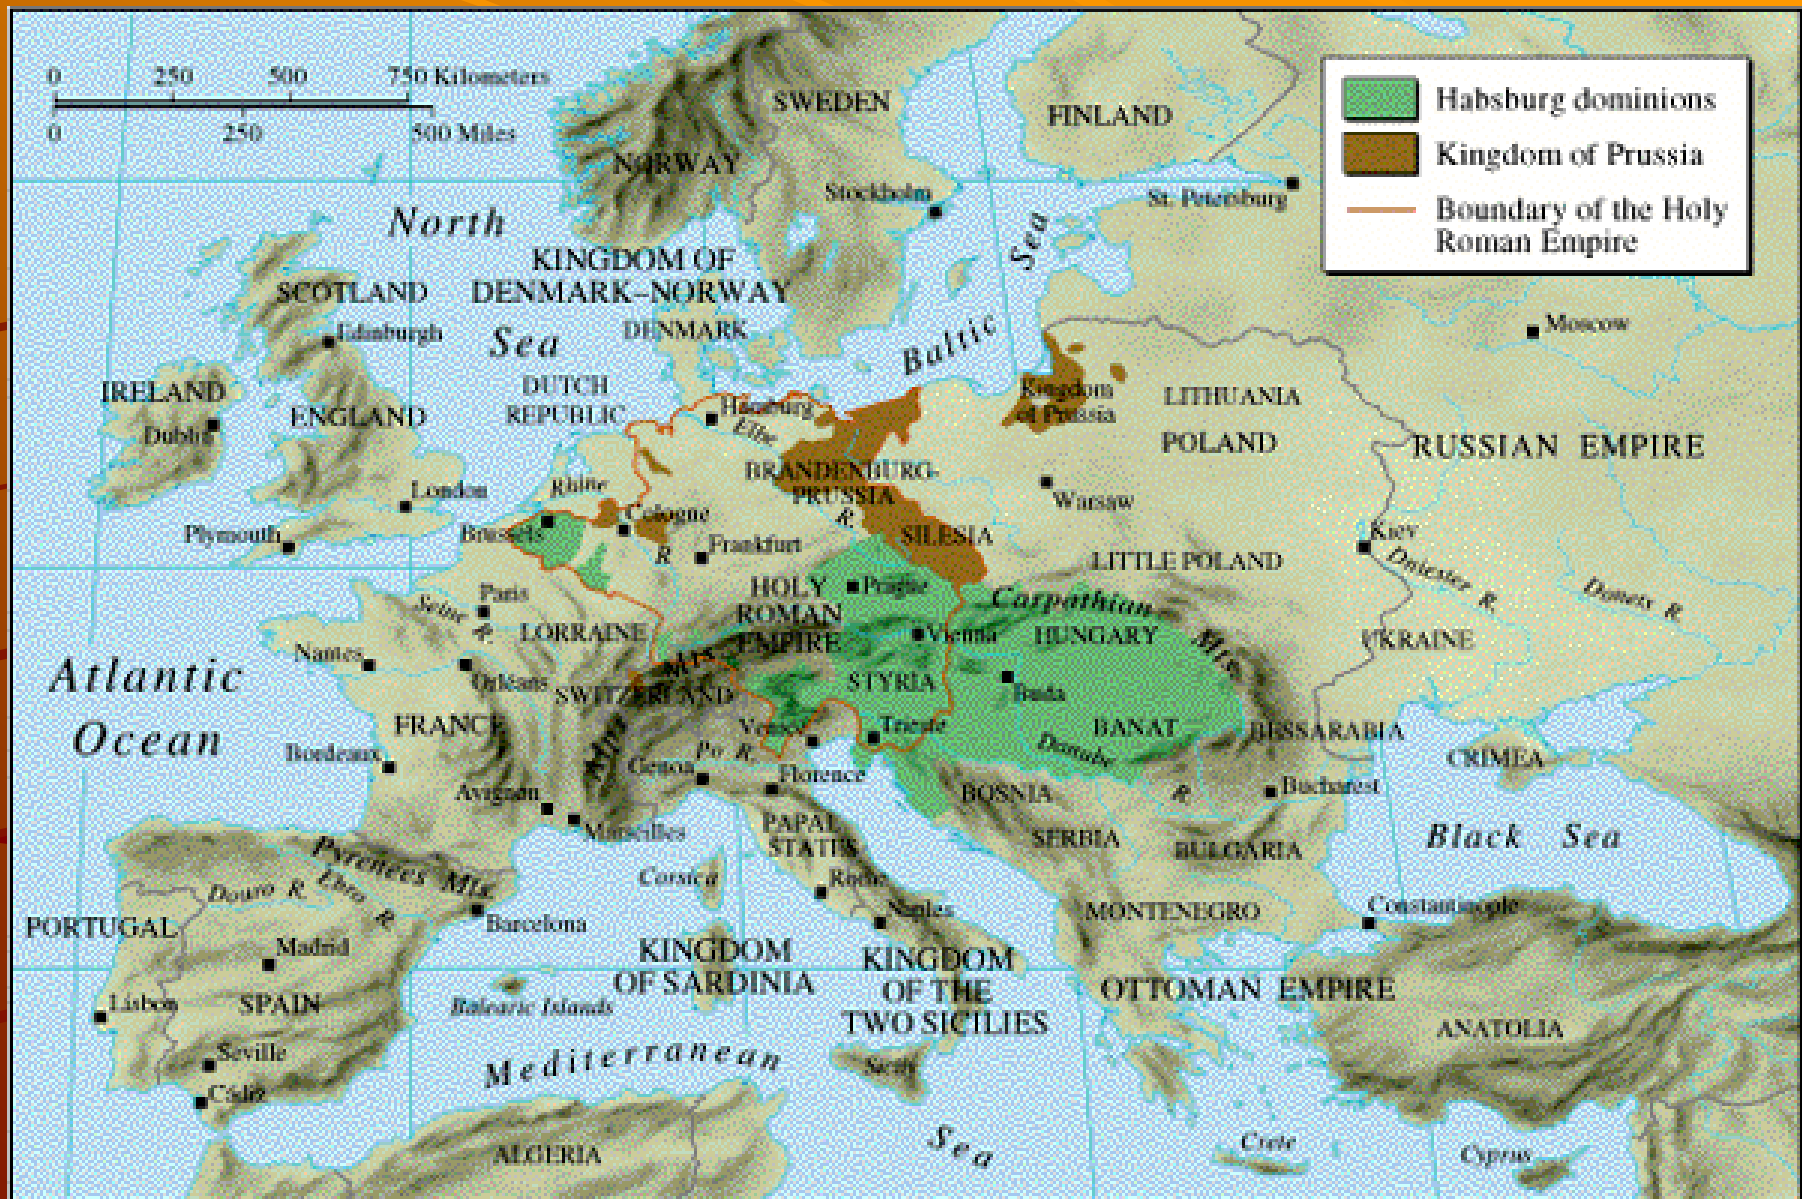 0 250 500 750 Kilometers
0 250 500 Miles
Habsburg dominions
Kingdom of Prussia
Boundary of the Holy
Roman Empire
SWEDEN
FINLAND
NORWAY
Stockholm
St. Petersburg
North
Sea
Baltic
Sea
KINGDOM OF
DENMARK–NORWAY
DENMARK
SCOTLAND
Edinburgh
Moscow
IRELAND
Dublin
ENGLAND
DUTCH
REPUBLIC
Hamburg
Elbe
R.
Kingdom
of Prussia
LITHUANIA
POLAND
RUSSIAN EMPIRE
London
Plymouth
Rhine
R
Brussels
Cologne
Frankfurt
BRANDENBURG-
PRUSSIA
SILESIA
Warsaw
Kiev
LITTLE POLAND
Dniester R.
Donets R.
UKRAINE
Paris
Seine R.
LORRAINE
HOLY
ROMAN
EMPIRE
Prague
Vienna
Carpathian
Mts.
HUNGARY
Nantes
Orléans
SWITZERLAND
Alps
Mts.
STYRIA
Buda
Atlantic
Ocean
FRANCE
Bordeaux
Venice
Trieste
BANAT
Danube
R.
BESSARABIA
CRIMEA
Po R.
Genoa
Florence
Avignon
Marseilles
BOSNIA
Bucharest
PAPAL
STATES
SERBIA
BULGARIA
Black Sea
Pyrenees Mts.
Douro R.
Ebro R.
Corsica
Rome
Naples
MONTENEGRO
Constantinople
PORTUGAL
Madrid
Barcelona
KINGDOM
OF SARDINIA
KINGDOM
OF THE
TWO SICILIES
OTTOMAN EMPIRE
Lisbon
SPAIN
Balearic Islands
ANATOLIA
Seville
Cádiz
Mediterranean
Sea
Sicily
ALGERIA
Crete
Cyprus